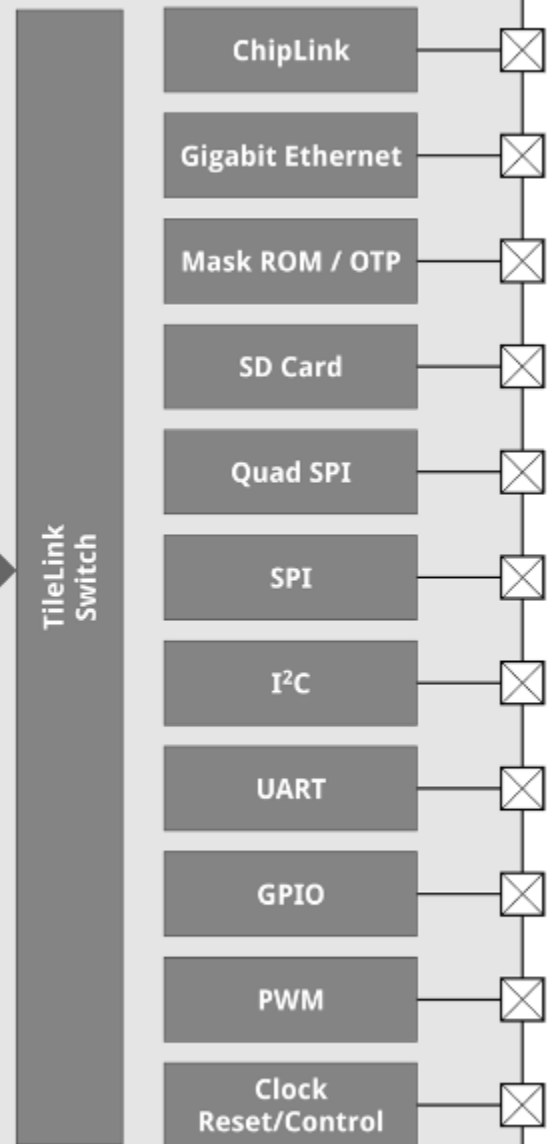 ChipLink
Gigabit Ethernet
Mask ROM / OTP
SD Card
Quad SPI
TileLink
Switch
SPI
I²C
UART
GPIO
PWM
Clock
Reset/Control